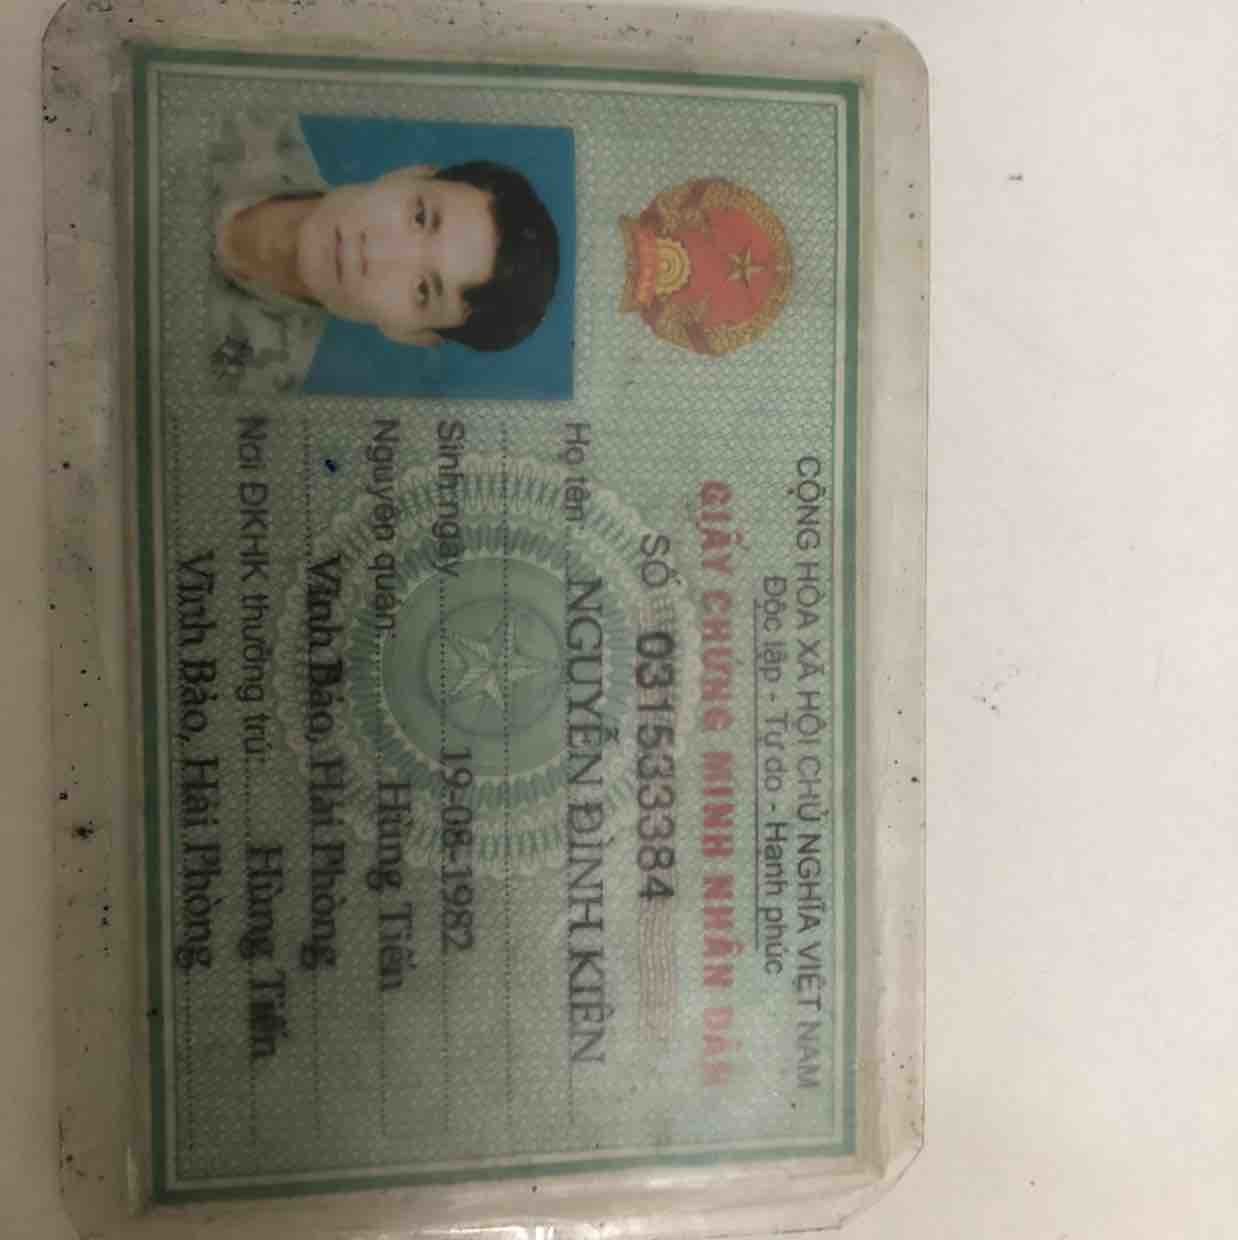 CỘNG HÒA XÃ HỘI CHỦ NGHĨA VIỆT NAM
Độc lập - Tự do - Hạnh phúc
GIẤY CHỨNG MINH NHÂN DÂN
SỐ 031533384
Họ tên NGUYỄN ĐÌNH KIÊN
Sinh ngày 19-08-1982
Nguyên quán: Hùng Tiến
Vĩnh Bảo, Hải Phòng
Nơi ĐKHK thường trú: Hùng Tiến
Vĩnh Bảo, Hải Phòng